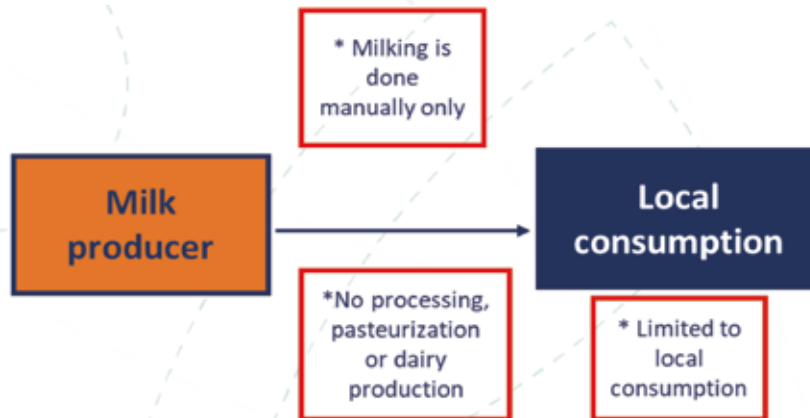 * Milking is
done
manually only
Milk
producer
Local
consumption
*No processing,
pasteurization
or dairy
production
* Limited to
local
consumption